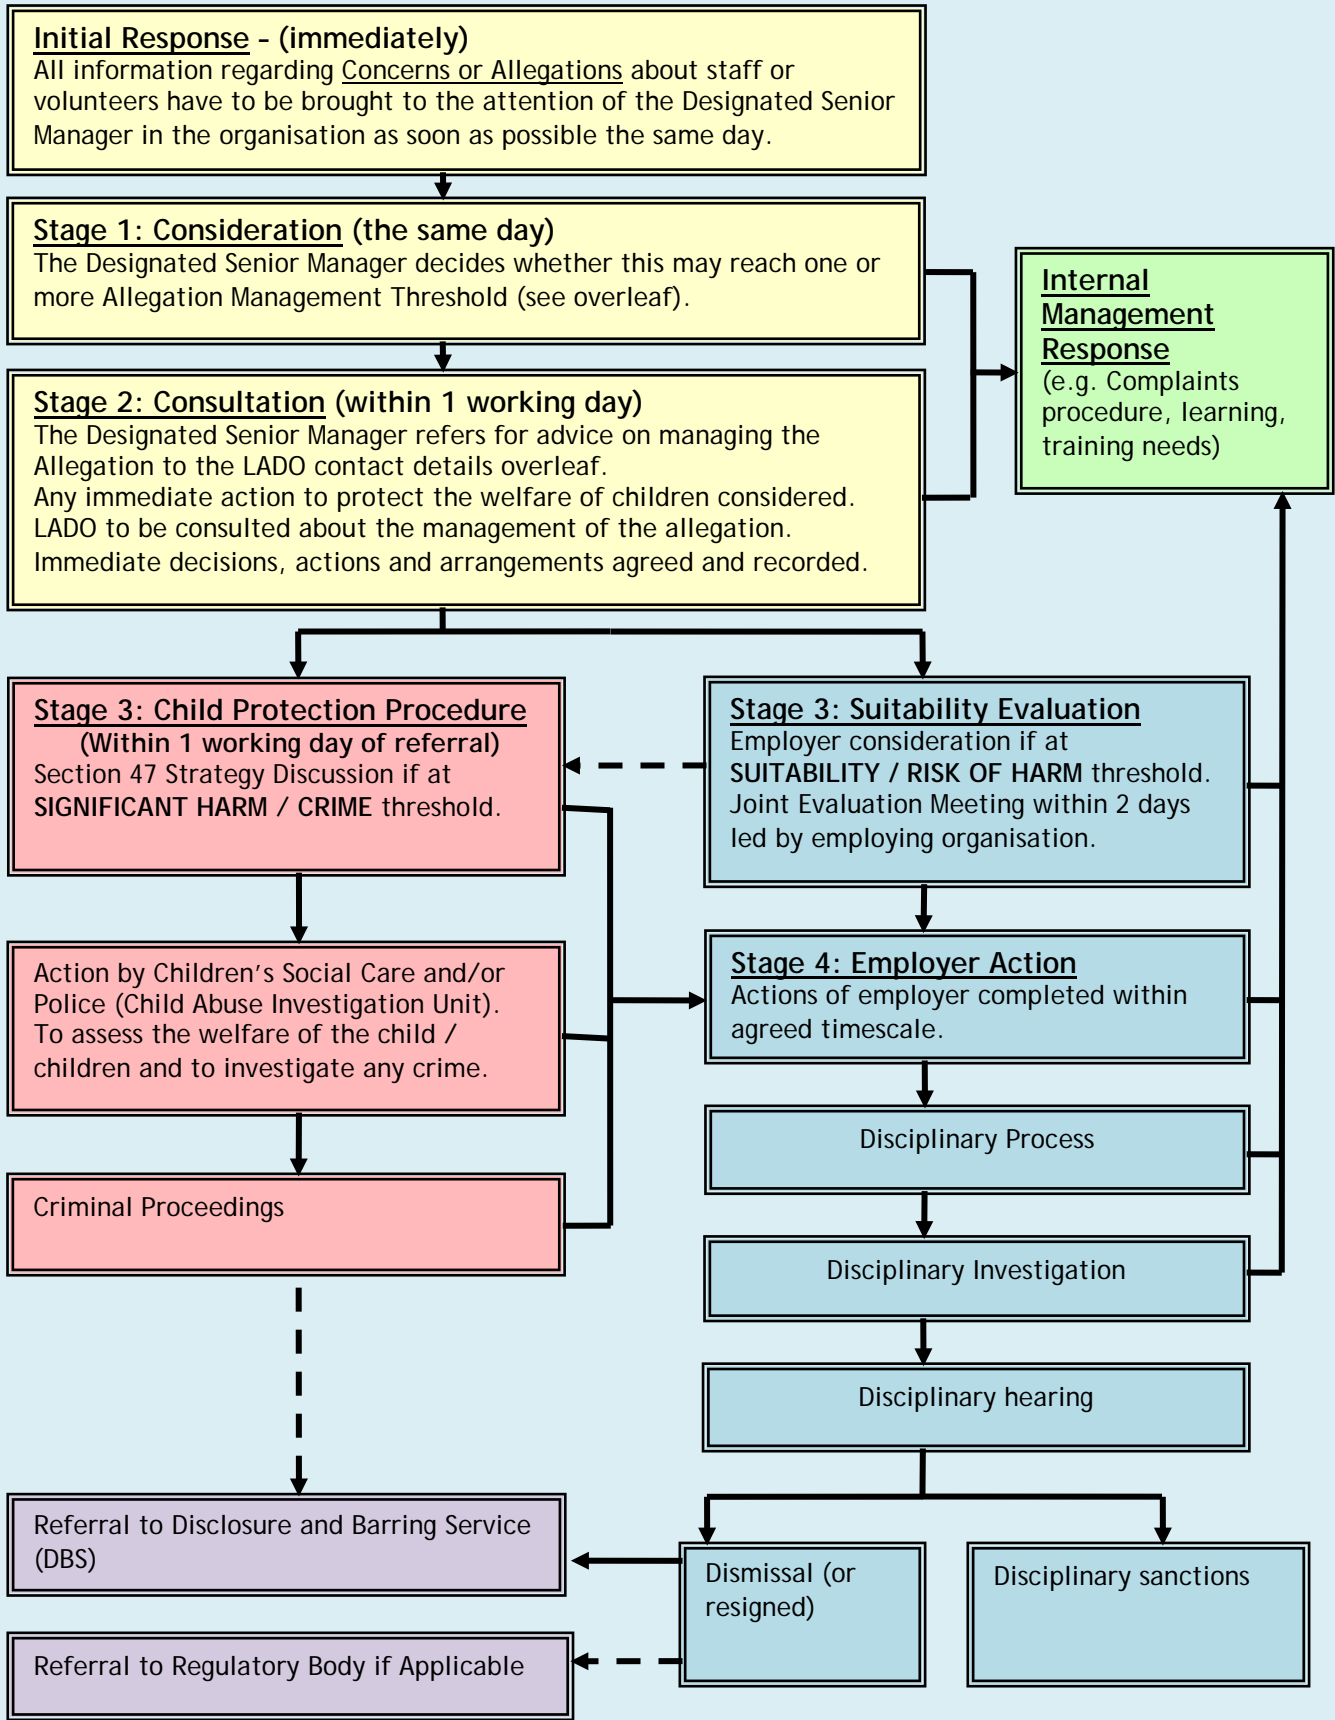 Initial Response - (immediately)
All information regarding Concerns or Allegations about staff or
volunteers have to be brought to the attention of the Designated Senior
Manager in the organisation as soon as possible the same day.
Stage 1: Consideration (the same day)
The Designated Senior Manager decides whether this may reach one or
more Allegation Management Threshold (see overleaf).
Internal
Management
Response
(e.g. Complaints
procedure, learning,
training needs)
Stage 2: Consultation (within 1 working day)
The Designated Senior Manager refers for advice on managing the
Allegation to the LADO contact details overleaf.
Any immediate action to protect the welfare of children considered.
LADO to be consulted about the management of the allegation.
Immediate decisions, actions and arrangements agreed and recorded.
Stage 3: Child Protection Procedure
(Within 1 working day of referral)
Section 47 Strategy Discussion if at
SIGNIFICANT HARM / CRIME threshold.
Stage 3: Suitability Evaluation
Employer consideration if at
SUITABILITY / RISK OF HARM threshold.
Joint Evaluation Meeting within 2 days
led by employing organisation.
Action by Children's Social Care and/or
Police (Child Abuse Investigation Unit).
To assess the welfare of the child /
children and to investigate any crime.
Stage 4: Employer Action
Actions of employer completed within
agreed timescale.
Disciplinary Process
Criminal Proceedings
Disciplinary Investigation
Disciplinary hearing
Referral to Disclosure and Barring Service
(DBS)
Dismissal (or
resigned)
Disciplinary sanctions
Referral to Regulatory Body if Applicable